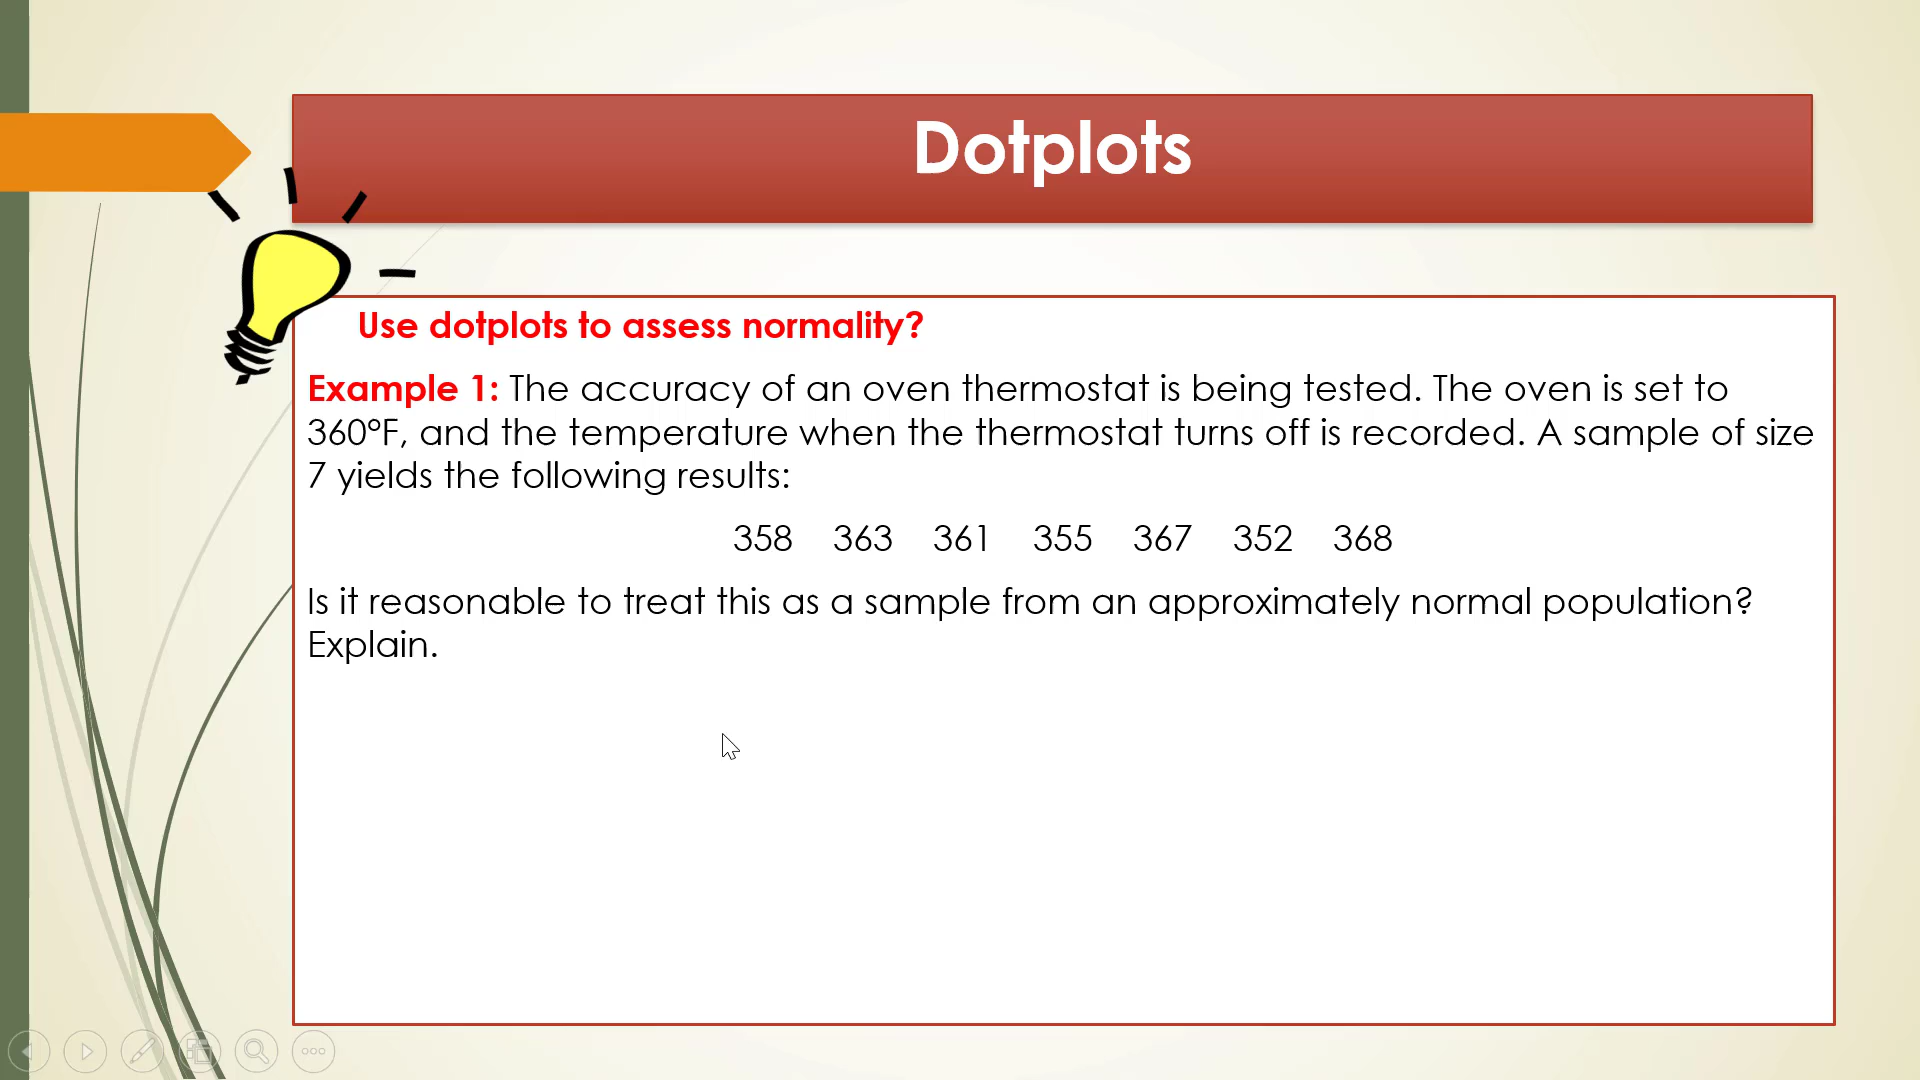 Dotplots
Use dotplots to assess normality?
Example 1: The accuracy of an oven thermostat is being tested. The oven is set to
360°F, and the temperature when the thermostat turns off is recorded. A sample of size
7 yields the following results:
358 363 361 355 367 352 368
Is it reasonable to treat this as a sample from an approximately normal population?
Explain.